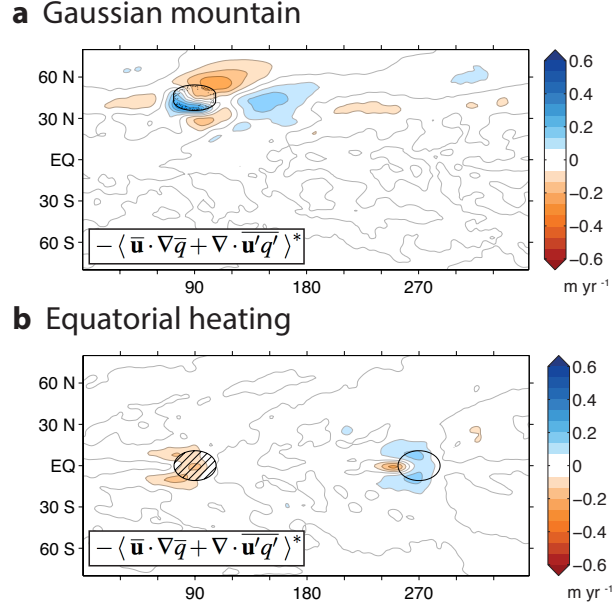 a Gaussian mountain
60 N
30 N
EQ
30 S
60 S
90
180
270
− ⟨ u̅ · ∇q̅ + ∇ · \overline{u′q′} ⟩*
0.6
0.4
0.2
0
−0.2
−0.4
−0.6
m yr -1
b Equatorial heating
60 N
30 N
EQ
30 S
60 S
90
180
270
− ⟨ u̅ · ∇q̅ + ∇ · \overline{u′q′} ⟩*
0.6
0.4
0.2
0
−0.2
−0.4
−0.6
m yr -1